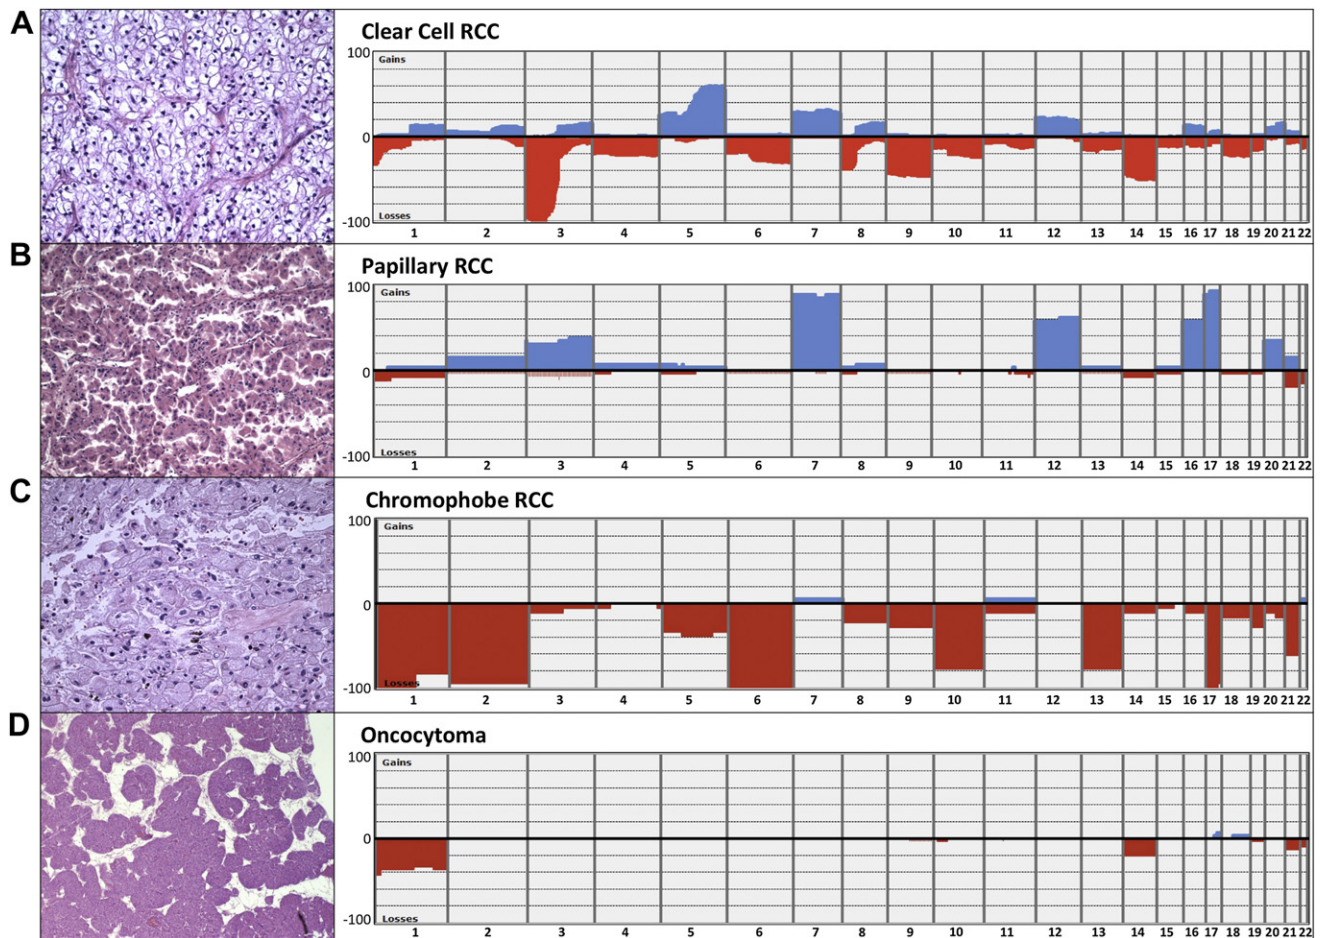 A
Clear Cell RCC
100
Gains
0
Losses
-100
1 2 3 4 5 6 7 8 9 10 11 12 13 14 15 16 17 18 19 20 21 22
B
Papillary RCC
100
Gains
0
Losses
-100
1 2 3 4 5 6 7 8 9 10 11 12 13 14 15 16 17 18 19 20 21 22
C
Chromophobe RCC
100
Gains
0
Losses
-100
1 2 3 4 5 6 7 8 9 10 11 12 13 14 15 16 17 18 19 20 21 22
D
Oncocytoma
100
Gains
0
Losses
-100
1 2 3 4 5 6 7 8 9 10 11 12 13 14 15 16 17 18 19 20 21 22